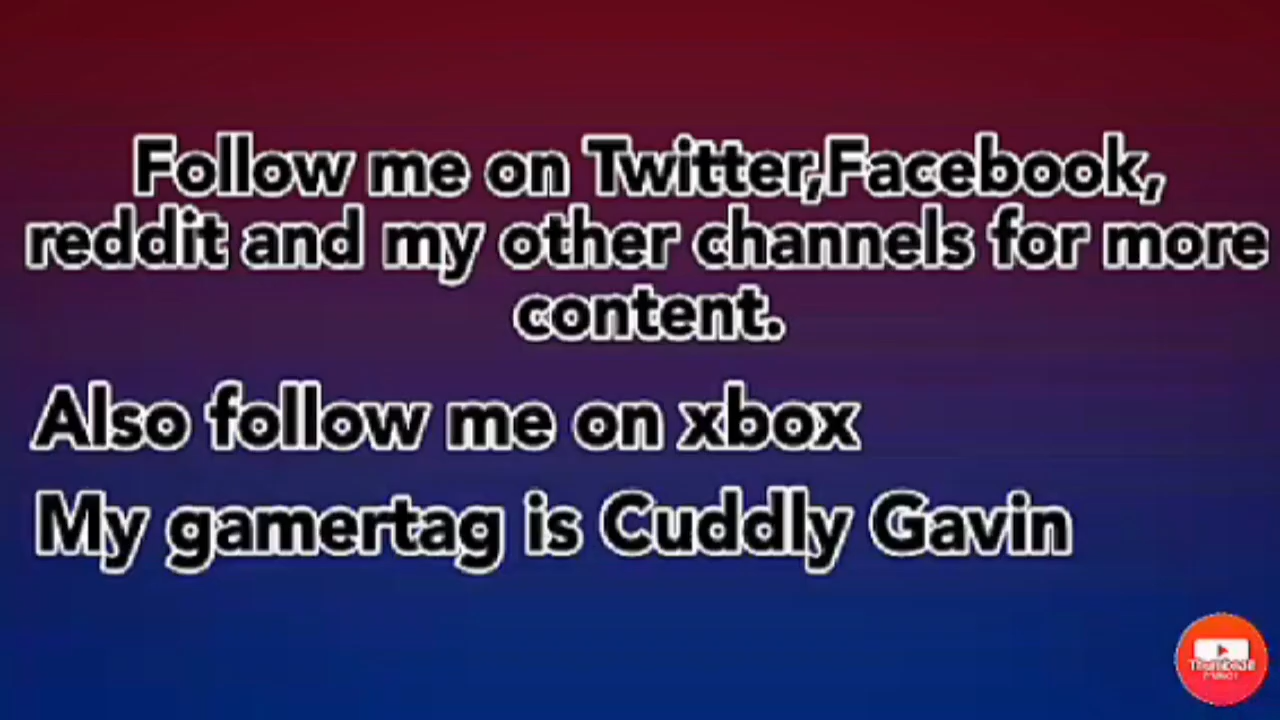 Follow me on Twitter,Facebook,
reddit and my other channels for more
content.
Also follow me on xbox
My gamertag is Cuddly Gavin
Thumbnail